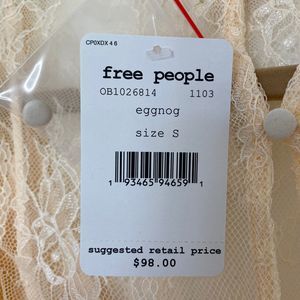 CP0XDX 4 6
free people
OB1026814 1103
eggnog
size S
1 93465 94659 1
suggested retail price
$98.00